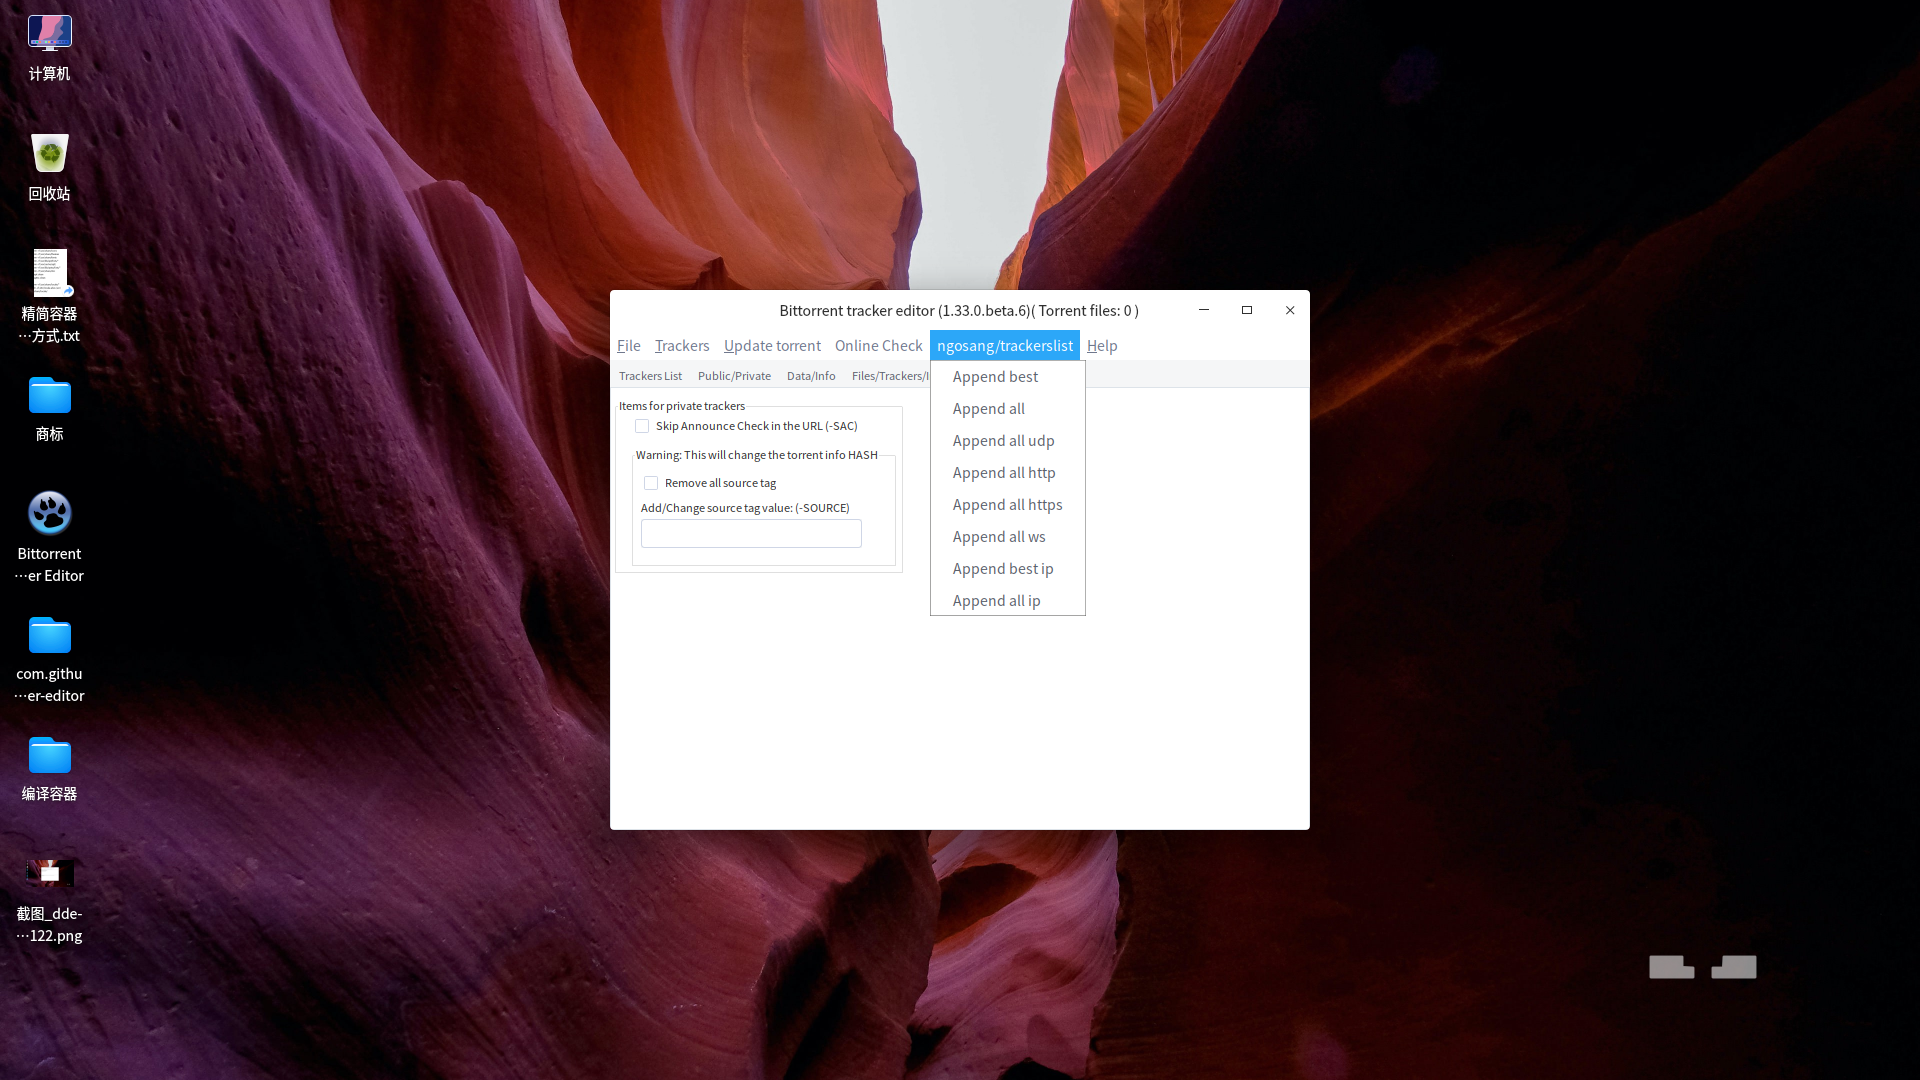 计算机
回收站
精简容器
…方式.txt
商标
Bittorrent
…er Editor
com.githu
…er-editor
编译容器
截图_dde-
…122.png
Bittorrent tracker editor (1.33.0.beta.6)( Torrent files: 0 )
File Trackers Update torrent Online Check ngosang/trackerslist Help
Trackers List Public/Private Data/Info Files/Trackers/
Items for private trackers
Skip Announce Check in the URL (-SAC)
Warning: This will change the torrent info HASH
Remove all source tag
Add/Change source tag value: (-SOURCE)
Append best
Append all
Append all udp
Append all http
Append all https
Append all ws
Append best ip
Append all ip